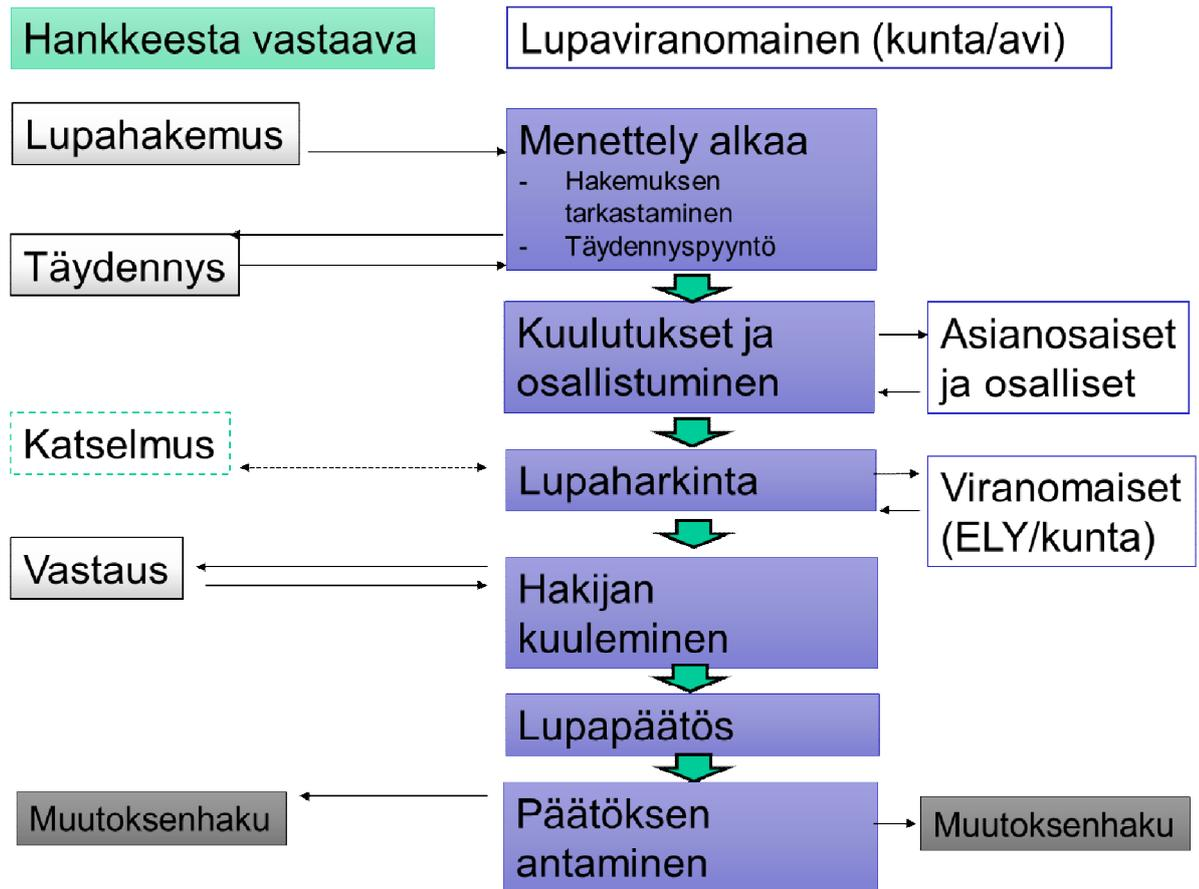 Hankkeesta vastaava
Lupaviranomainen (kunta/avi)
Lupahakemus
Menettely alkaa
- Hakemuksen
tarkastaminen
- Täydennyspyyntö
Täydennys
Kuulutukset ja
osallistuminen
Asianosaiset
ja osalliset
Katselmus
Lupaharkinta
Viranomaiset
(ELY/kunta)
Vastaus
Hakijan
kuuleminen
Lupapäätös
Muutoksenhaku
Päätöksen
antaminen
Muutoksenhaku